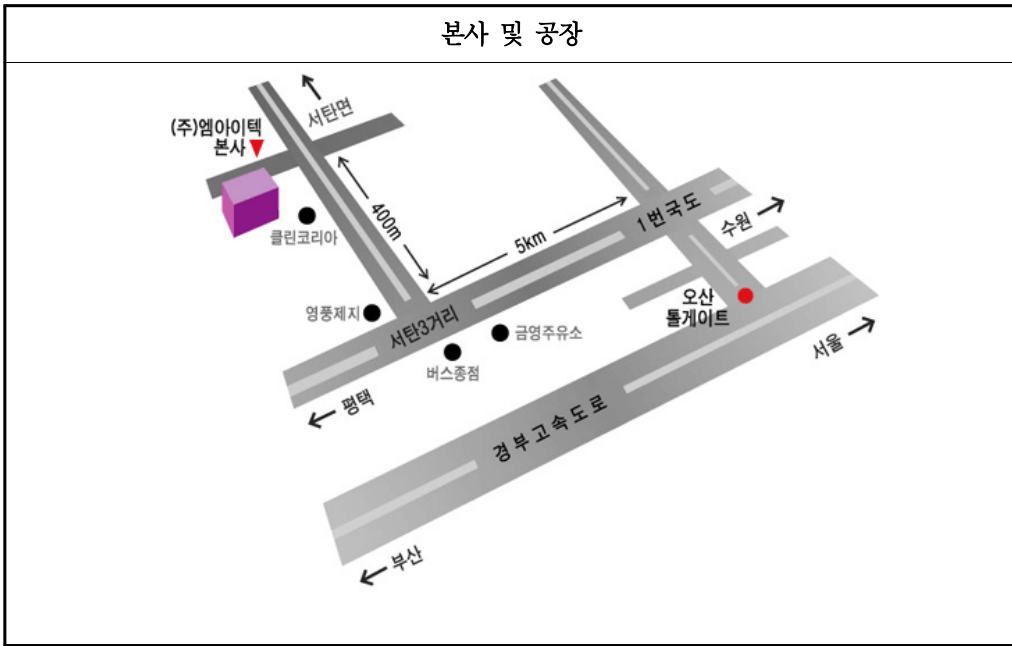 본사 및 공장
서탄면
(주)엠아이텍
본사
클린코리아
400m
5km
1번국도
수원
오산
톨게이트
영풍제지
서탄3거리
금영주유소
버스종점
평택
서울
경부고속도로
부산